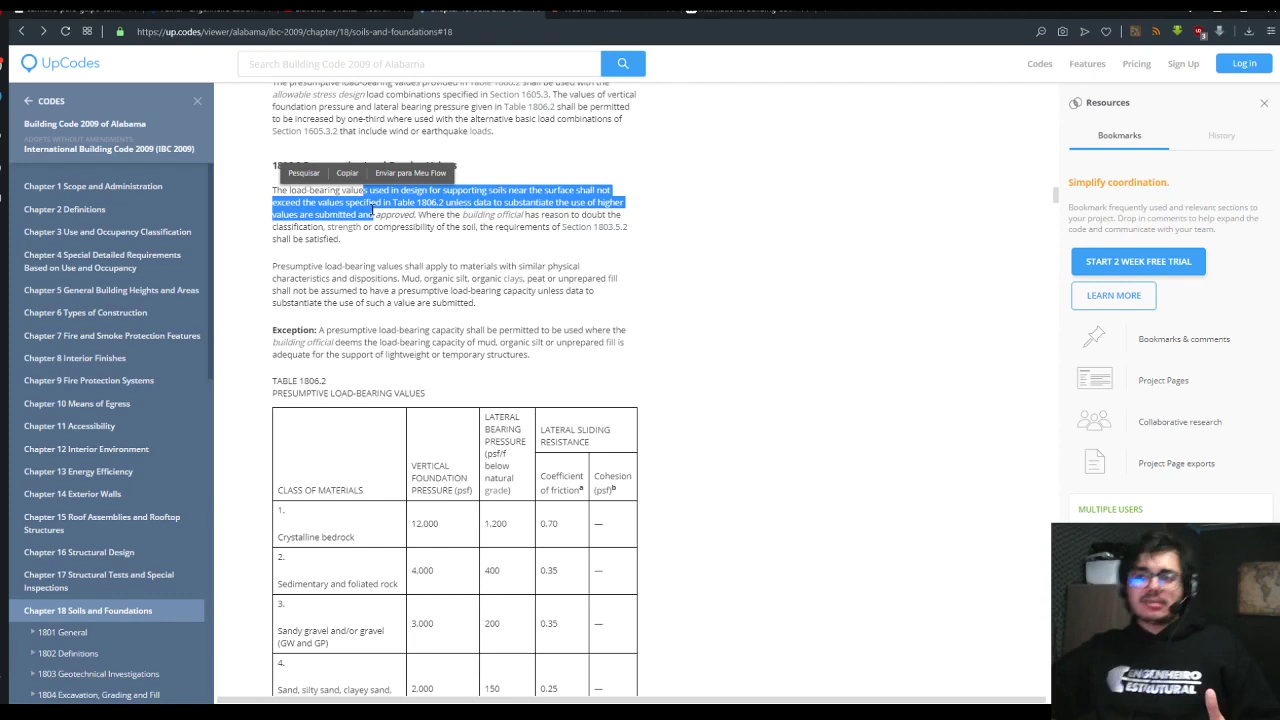 https://up.codes/viewer/alabama/ibc-2009/chapter/18/soils-and-foundations#18
UpCodes
Search Building Code 2009 of Alabama
Codes
Features
Pricing
Sign Up
Log In
CODES
Building Code 2009 of Alabama
ADOPTS WITHOUT AMENDMENTS:
International Building Code 2009 (IBC 2009)
Chapter 1 Scope and Administration
Chapter 2 Definitions
Chapter 3 Use and Occupancy Classification
Chapter 4 Special Detailed Requirements
Based on Use and Occupancy
Chapter 5 General Building Heights and Areas
Chapter 6 Types of Construction
Chapter 7 Fire and Smoke Protection Features
Chapter 8 Interior Finishes
Chapter 9 Fire Protection Systems
Chapter 10 Means of Egress
Chapter 11 Accessibility
Chapter 12 Interior Environment
Chapter 13 Energy Efficiency
Chapter 14 Exterior Walls
Chapter 15 Roof Assemblies and Rooftop
Structures
Chapter 16 Structural Design
Chapter 17 Structural Tests and Special
Inspections
Chapter 18 Soils and Foundations
1801 General
1802 Definitions
1803 Geotechnical Investigations
1804 Excavation, Grading and Fill
The presumptive load-bearing values provided in Table 1806.2 shall be used with the
allowable stress design load combinations specified in Section 1605.3. The values of vertical
foundation pressure and lateral bearing pressure given in Table 1806.2 shall be permitted
to be increased by one-third where used with the alternative basic load combinations of
Section 1605.3.2 that include wind or earthquake loads.
Pesquisar
Copiar
Enviar para Meu Flow
The load-bearing values used in design for supporting soils near the surface shall not
exceed the values specified in Table 1806.2 unless data to substantiate the use of higher
values are submitted and approved. Where the building official has reason to doubt the
classification, strength or compressibility of the soil, the requirements of Section 1803.5.2
shall be satisfied.
Presumptive load-bearing values shall apply to materials with similar physical
characteristics and dispositions. Mud, organic silt, organic clays, peat or unprepared fill
shall not be assumed to have a presumptive load-bearing capacity unless data to
substantiate the use of such a value are submitted.
Exception: A presumptive load-bearing capacity shall be permitted to be used where the
building official deems the load-bearing capacity of mud, organic silt or unprepared fill is
adequate for the support of lightweight or temporary structures.
TABLE 1806.2
PRESUMPTIVE LOAD-BEARING VALUES
CLASS OF MATERIALS
VERTICAL
FOUNDATION
PRESSURE (psf)
LATERAL
BEARING
PRESSURE
(psf/f
below
natural
grade)
LATERAL SLIDING
RESISTANCE
Coefficient
of frictionª
Cohesion
(psf)ᵇ
1.
Crystalline bedrock
12,000
1,200
0.70
—
2.
Sedimentary and foliated rock
4,000
400
0.35
—
3.
Sandy gravel and/or gravel
(GW and GP)
3,000
200
0.35
—
4.
Sand, silty sand, clayey sand,
2,000
150
0.25
—
Resources
Bookmarks
History
Simplify coordination.
Bookmark frequently used and relevant sections to
your project. Drop in comments or create highlights
to share with your team.
START 2 WEEK FREE TRIAL
LEARN MORE
Bookmarks & comments
Project Pages
Collaborative research
Project Page exports
MULTIPLE USERS
ENGENHEIRO
ESTRUTURAL